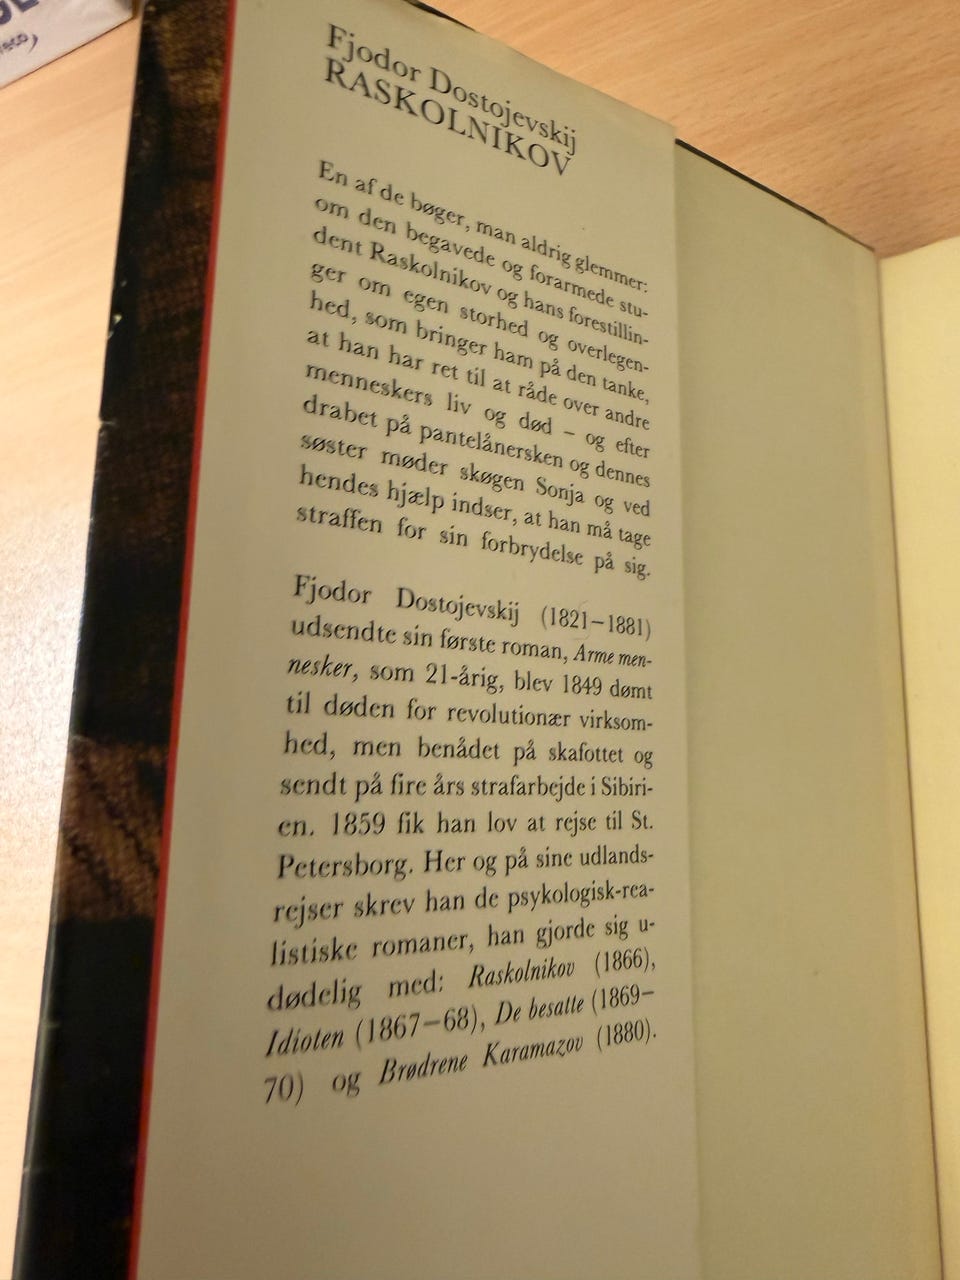 Fjodor Dostojevskij
RASKOLNIKOV
En af de bøger, man aldrig glemmer:
om den begavede og forarmede stu-
dent Raskolnikov og hans forestillin-
ger om egen storhed og overlegen-
hed, som bringer ham på den tanke,
at han har ret til at råde over andre
menneskers liv og død – og efter
drabet på pantelånersken og dennes
søster møder skøgen Sonja og ved
hendes hjælp indser, at han må tage
straffen for sin forbrydelse på sig.
Fjodor Dostojevskij (1821–1881)
udsendte sin første roman, Arme men-
nesker, som 21-årig, blev 1849 dømt
til døden for revolutionær virksom-
hed, men benådet på skafottet og
sendt på fire års strafarbejde i Sibiri-
en. 1859 fik han lov at rejse til St.
Petersborg. Her og på sine udlands-
rejser skrev han de psykologisk-rea-
listiske romaner, han gjorde sig u-
dødelig med: Raskolnikov (1866),
Idioten (1867–68), De besatte (1869–
70) og Brødrene Karamazov (1880).